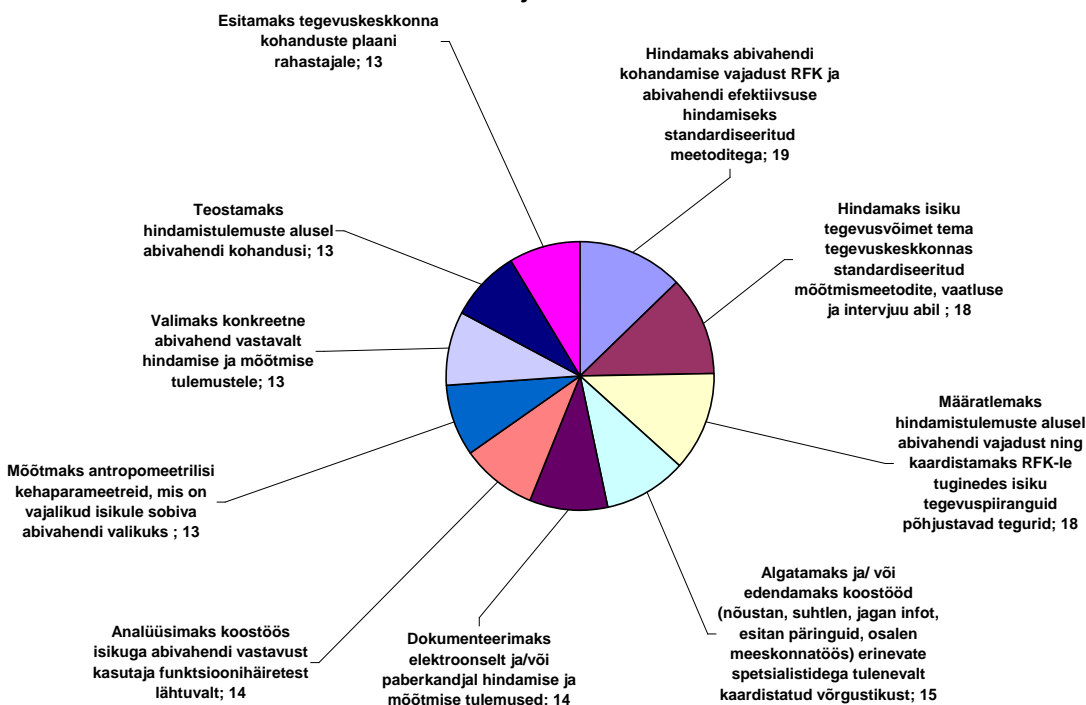 Esitamaks tegevuskeskkonna
kohanduste plaani
rahastajale; 13
Hindamaks abivahendi
kohandamise vajadust RFK ja
abivahendi efektiivsuse
hindamiseks
standardiseeritud
meetoditega; 19
Hindamaks isiku
tegevusvõimet tema
tegevuskeskkonnas
standardiseeritud
mõõtmismeetodite, vaatluse
ja intervjuu abil ; 18
Määratlemaks
hindamistulemuste alusel
abivahendi vajadust ning
kaardistamaks RFK-le
tuginedes isiku
tegevuspiiranguid
põhjustavad tegurid; 18
Algatamaks ja/ või
edendamaks koostööd
(nõustan, suhtlen, jagan infot,
esitan päringuid, osalen
meeskonnatöös) erinevate
spetsialistidega tulenevalt
kaardistatud võrgustikust; 15
Dokumenteerimaks
elektroonselt ja/või
paberkandjal hindamise ja
mõõtmise tulemused; 14
Analüüsimaks koostöös
isikuga abivahendi vastavust
kasutaja funktsioonihäiretest
lähtuvalt; 14
Mõõtmaks antropomeetrilisi
kehaparameetreid, mis on
vajalikud isikule sobiva
abivahendi valikuks ; 13
Valimaks konkreetne
abivahend vastavalt
hindamise ja mõõtmise
tulemustele; 13
Teostamaks
hindamistulemuste alusel
abivahendi kohandusi; 13